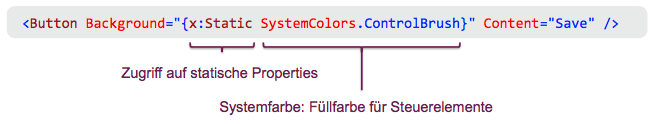 <Button Background="{x:Static SystemColors.ControlBrush}" Content="Save" />
Zugriff auf statische Properties
Systemfarbe: Füllfarbe für Steuerelemente